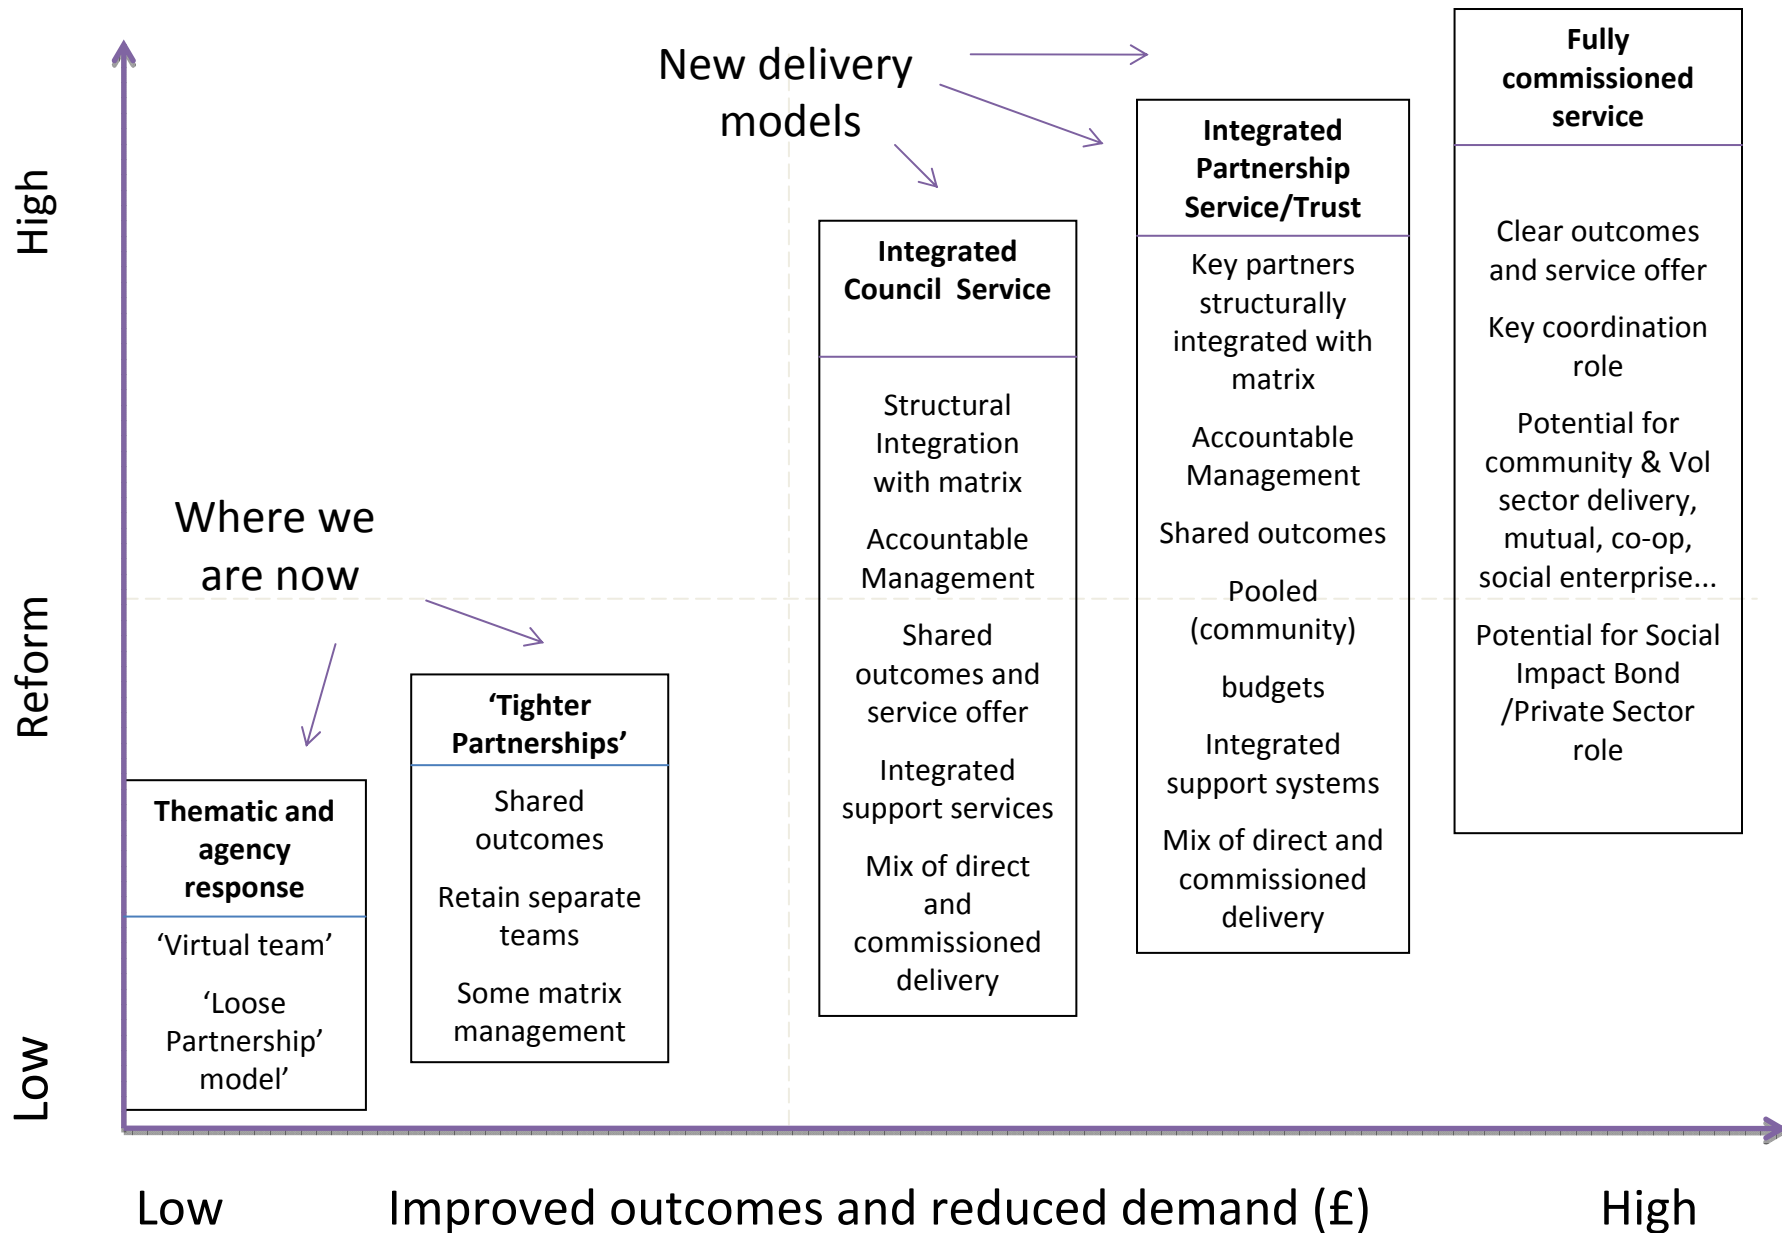 New delivery
models
Where we
are now
High
Reform
Low
Thematic and
agency
response
‘Virtual team’
‘Loose
Partnership’
model’
‘Tighter
Partnerships’
Shared
outcomes
Retain separate
teams
Some matrix
management
Integrated
Council  Service
Structural
Integration
with matrix
Accountable
Management
Shared
outcomes and
service offer
Integrated
support services
Mix of direct
and
commissioned
delivery
Integrated
Partnership
Service/Trust
Key partners
structurally
integrated with
matrix
Accountable
Management
Shared outcomes
Pooled
(community)
budgets
Integrated
support systems
Mix of direct and
commissioned
delivery
Fully
commissioned
service
Clear outcomes
and service offer
Key coordination
role
Potential for
community & Vol
sector delivery,
mutual, co-op,
social enterprise...
Potential for Social
Impact Bond
/Private Sector
role
Low
Improved outcomes and reduced demand (£)
High